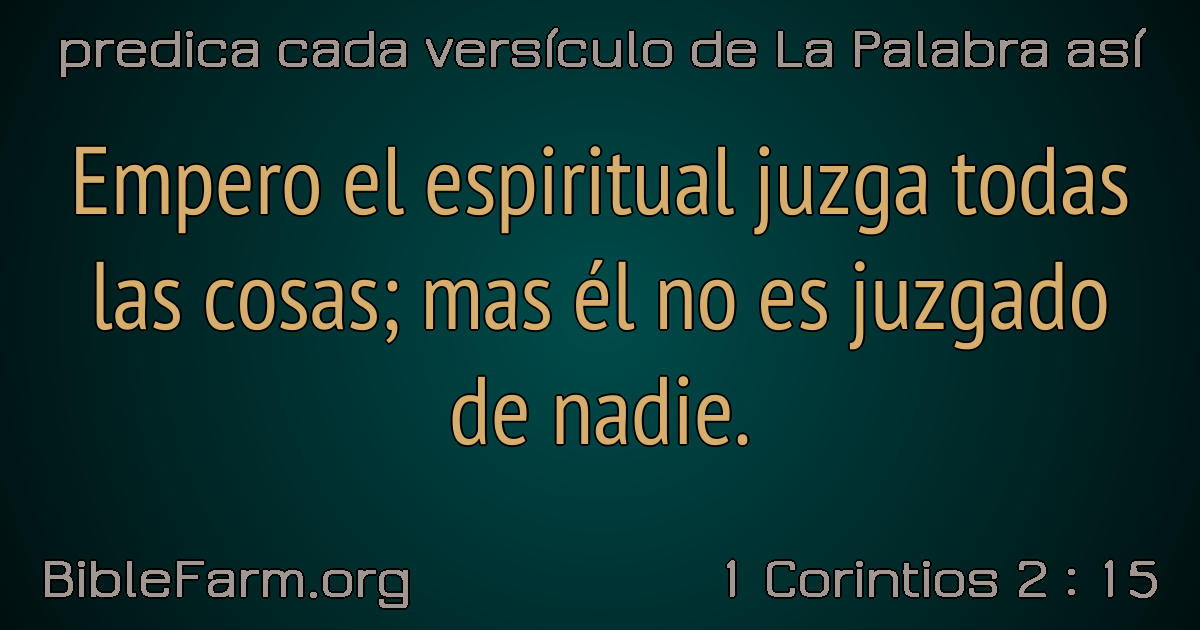 predica cada versículo de La Palabra así
Empero el espiritual juzga todas
las cosas; mas él no es juzgado
de nadie.
BibleFarm.org
1 Corintios 2 : 15